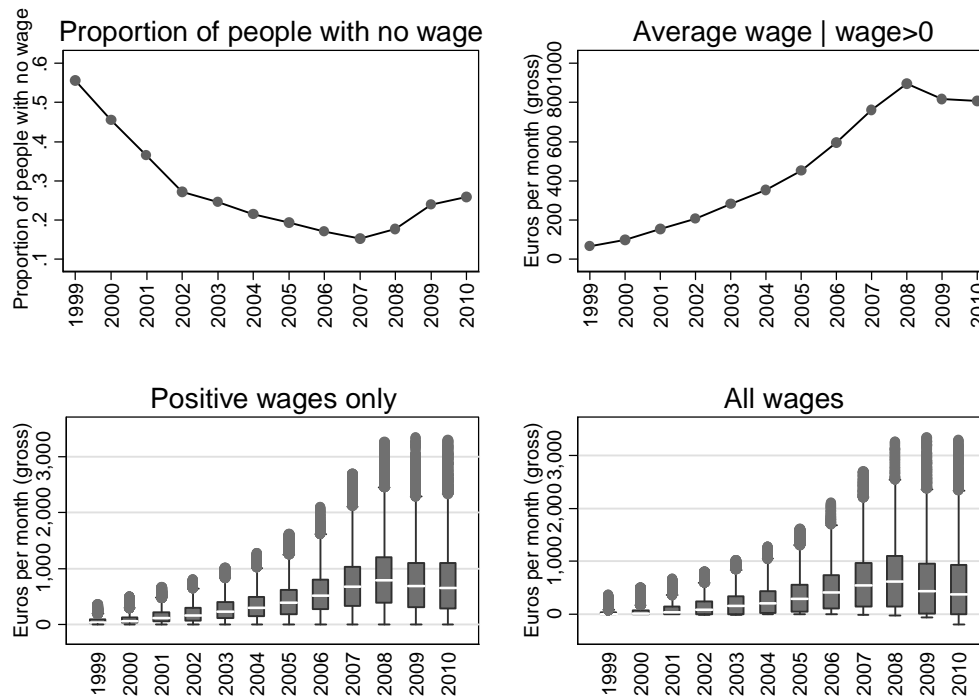 Proportion of people with no wage
Proportion of people with no wage
.1 .2 .3 .4 .5 .6
1999 2000 2001 2002 2003 2004 2005 2006 2007 2008 2009 2010
Average wage | wage>0
Euros per month (gross)
0 200 400 600 800 1000
1999 2000 2001 2002 2003 2004 2005 2006 2007 2008 2009 2010
Positive wages only
Euros per month (gross)
0 1,000 2,000 3,000
1999 2000 2001 2002 2003 2004 2005 2006 2007 2008 2009 2010
All wages
Euros per month (gross)
0 1,000 2,000 3,000
1999 2000 2001 2002 2003 2004 2005 2006 2007 2008 2009 2010